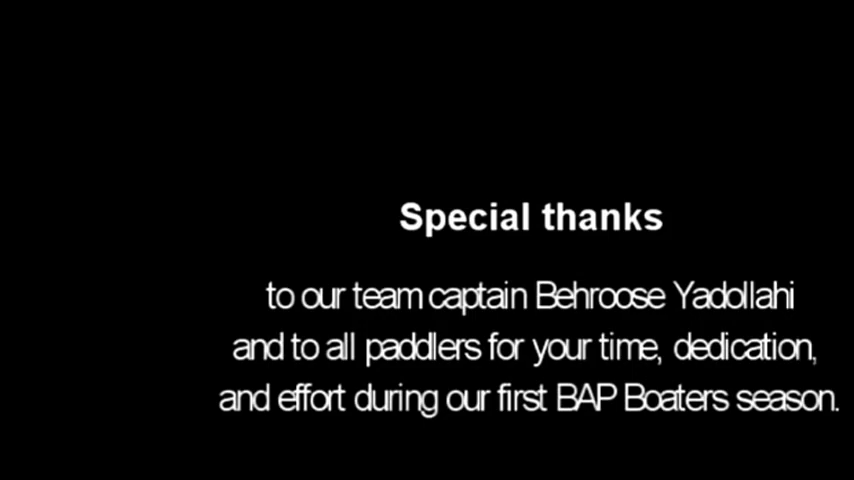 Special thanks
to our team captain Behroose Yadollahi
and to all paddlers for your time, dedication,
and effort during our first BAP Boaters season.